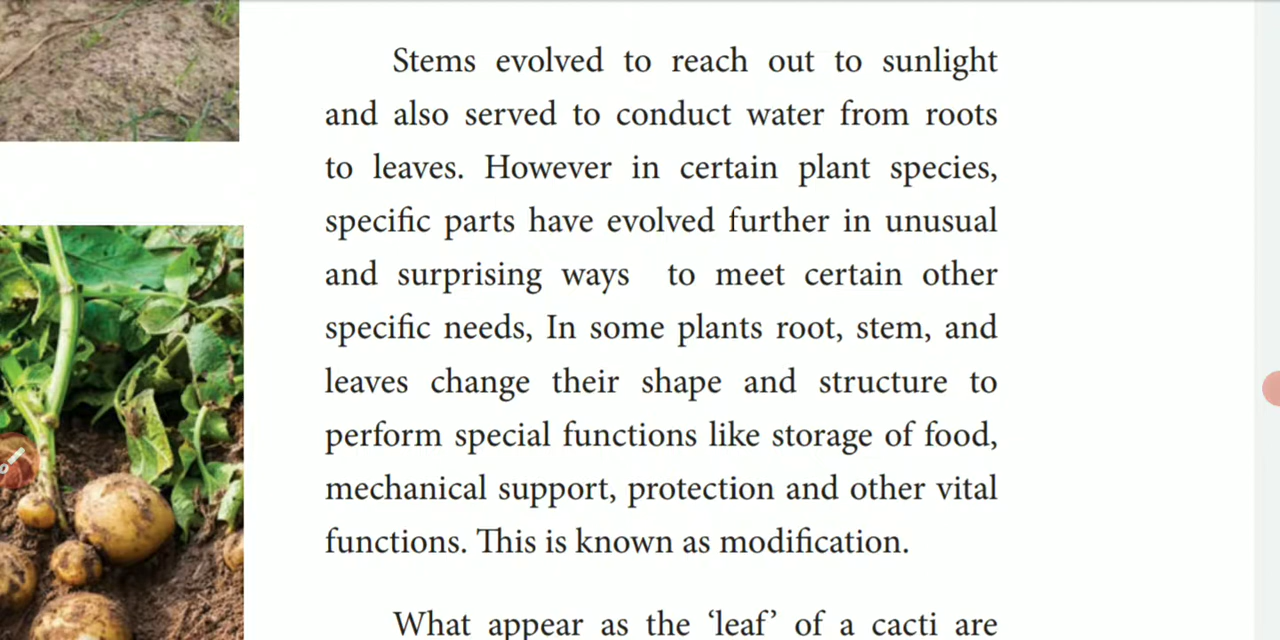 Stems evolved to reach out to sunlight
and also served to conduct water from roots
to leaves. However in certain plant species,
specific parts have evolved further in unusual
and surprising ways to meet certain other
specific needs, In some plants root, stem, and
leaves change their shape and structure to
perform special functions like storage of food,
mechanical support, protection and other vital
functions. This is known as modification.
What appear as the ‘leaf’ of a cacti are